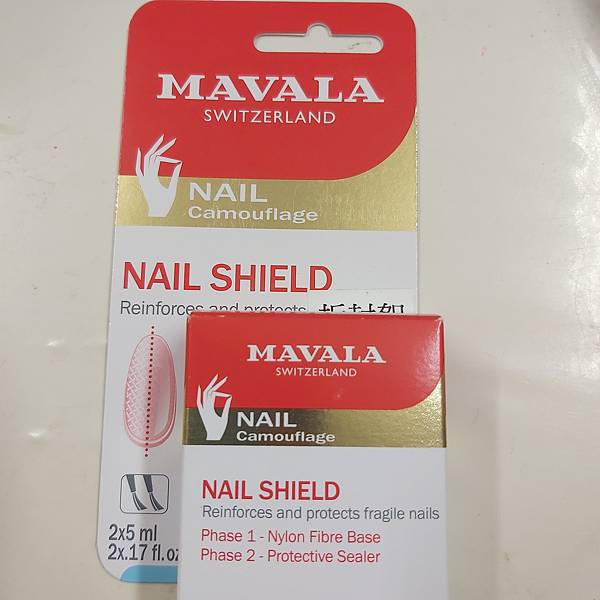 MAVALA
SWITZERLAND
NAIL
Camouflage
NAIL SHIELD
Reinforces and protects
2x5 ml
2x.17 fl.oz
MAVALA
SWITZERLAND
NAIL
Camouflage
NAIL SHIELD
Reinforces and protects fragile nails
Phase 1 - Nylon Fibre Base
Phase 2 - Protective Sealer